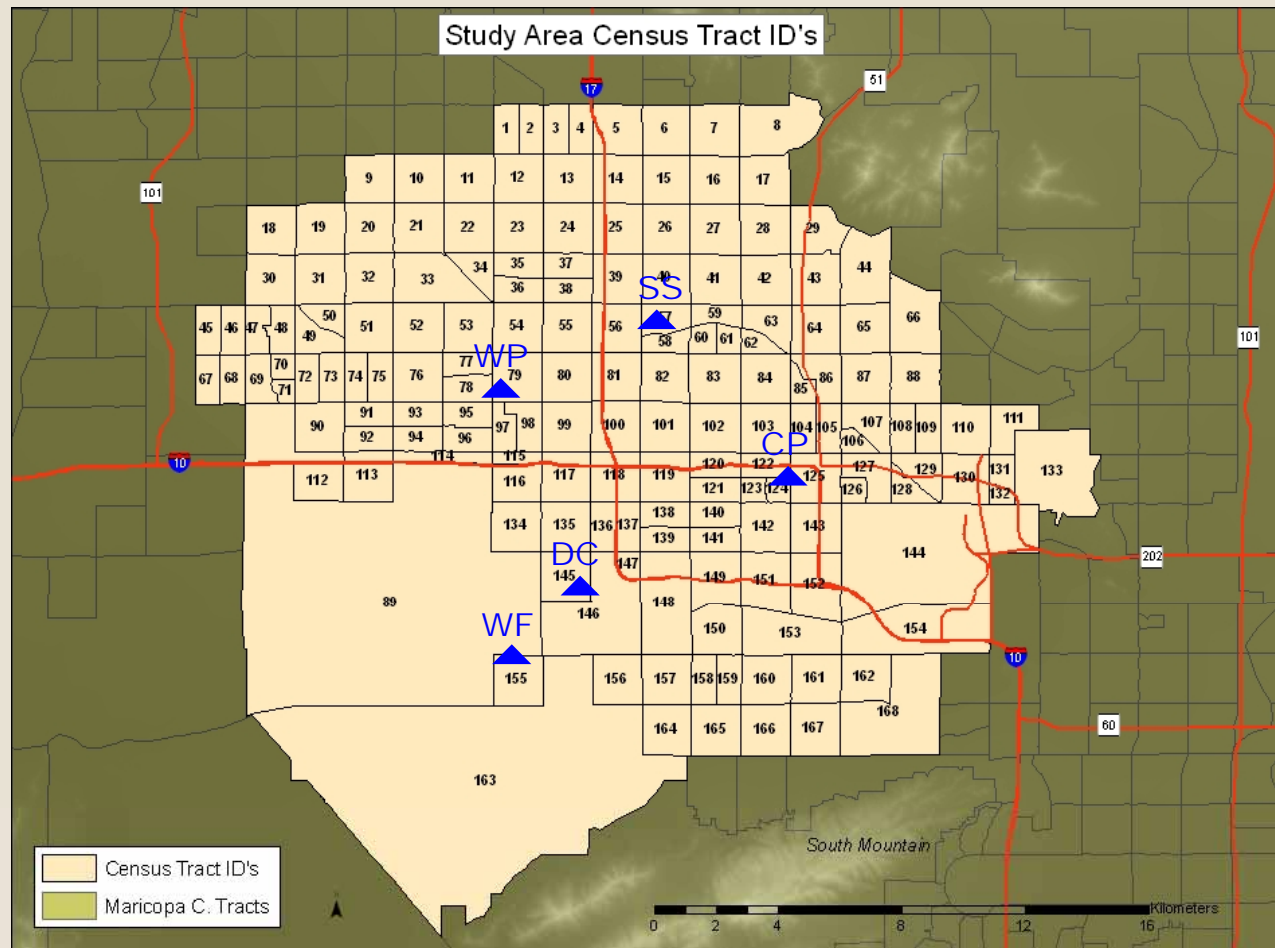 Study Area Census Tract ID's
17
51
1 2 3 4 5 6 7 8
101
9 10 11 12 13 14 15 16 17
18 19 20 21 22 23 24 25 26 27 28 29
30 31 32 33 34 35 37 39 40 41 42 43 44
36 38
SS
45 46 47 48 49 50 51 52 53 54 55 56 57 59 63 64 65 66
58 60 61 62
101
WP
67 68 69 70 72 73 74 75 76 77 79 80 81 82 83 84 86 87 88
71 78 85
90 91 93 95 97 98 99 100 101 102 103 104 105 107 108 109 110 111
92 94 96 106
CP
10
114 115
112 113 116 117 118 119 120 122 125 127 129 130 131 133
121 123 124 126 128 132
134 135 136 137 138 140 142 143 144
139 141
202
DC
145 147 149 151 152
89 146 148
WF
150 153 154
10
155 156 157 158 159 160 161 162
168
164 165 166 167
60
163
South Mountain
Census Tract ID's
Maricopa C. Tracts
N
Kilometers
0 2 4 8 12 16